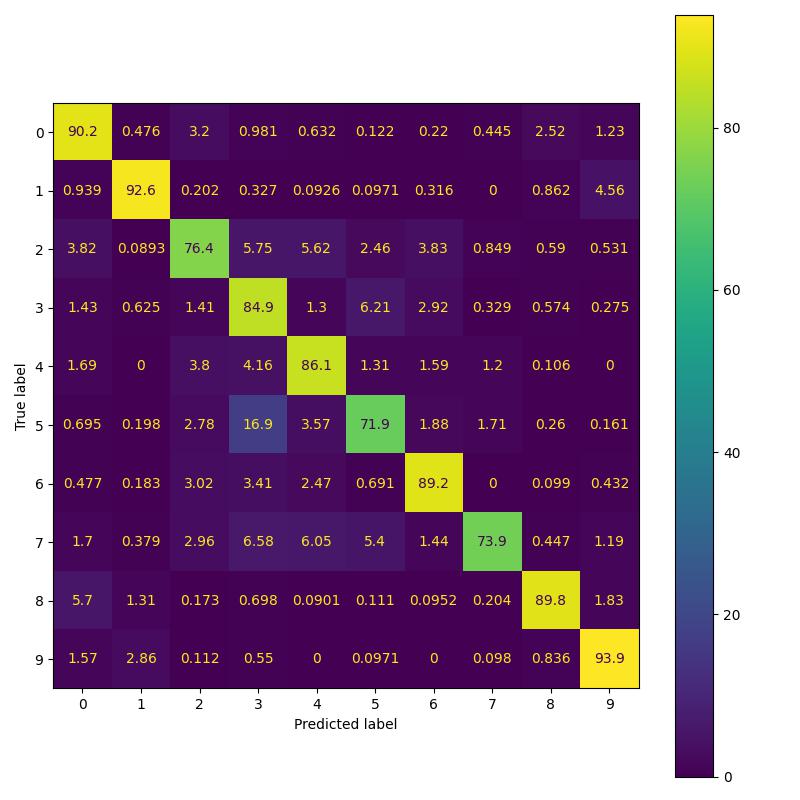 0 90.2 0.476 3.2 0.981 0.632 0.122 0.22 0.445 2.52 1.23
1 0.939 92.6 0.202 0.327 0.0926 0.0971 0.316 0 0.862 4.56
2 3.82 0.0893 76.4 5.75 5.62 2.46 3.83 0.849 0.59 0.531
3 1.43 0.625 1.41 84.9 1.3 6.21 2.92 0.329 0.574 0.275
4 1.69 0 3.8 4.16 86.1 1.31 1.59 1.2 0.106 0
5 0.695 0.198 2.78 16.9 3.57 71.9 1.88 1.71 0.26 0.161
6 0.477 0.183 3.02 3.41 2.47 0.691 89.2 0 0.099 0.432
7 1.7 0.379 2.96 6.58 6.05 5.4 1.44 73.9 0.447 1.19
8 5.7 1.31 0.173 0.698 0.0901 0.111 0.0952 0.204 89.8 1.83
9 1.57 2.86 0.112 0.55 0 0.0971 0 0.098 0.836 93.9
0 1 2 3 4 5 6 7 8 9
Predicted label
True label
80
60
40
20
0